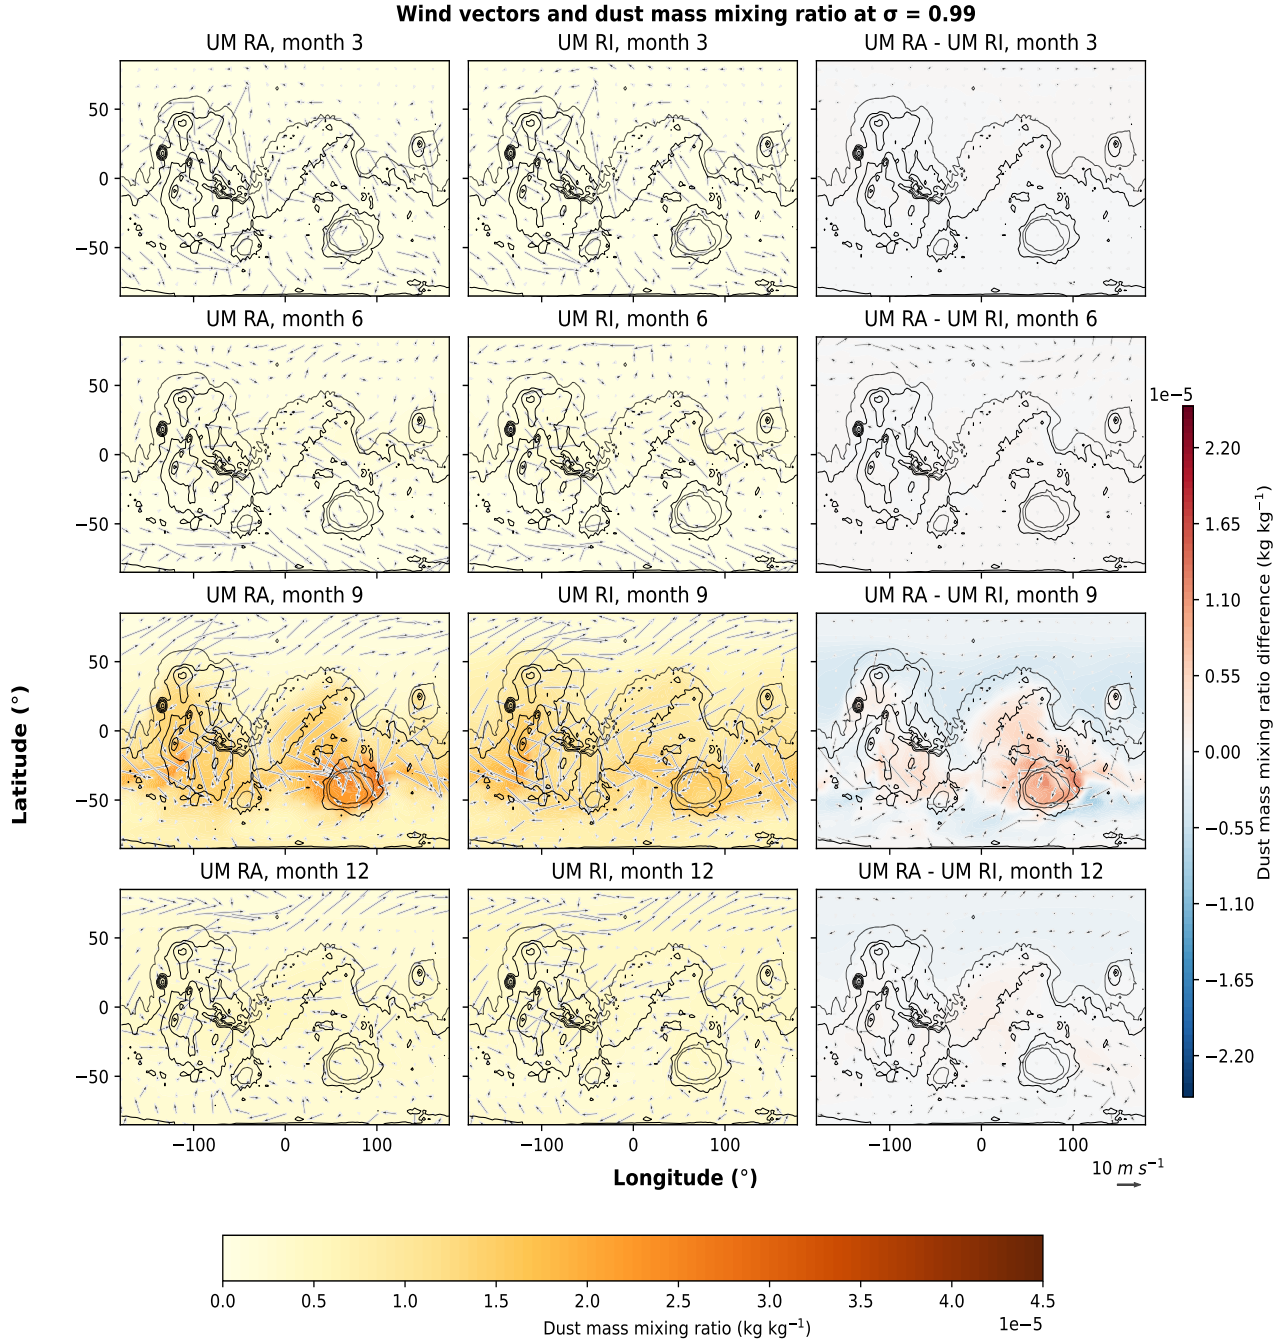 Wind vectors and dust mass mixing ratio at σ = 0.99
UM RA, month 3
UM RI, month 3
UM RA - UM RI, month 3
50
0
−50
UM RA, month 6
UM RI, month 6
UM RA - UM RI, month 6
50
0
−50
UM RA, month 9
UM RI, month 9
UM RA - UM RI, month 9
50
0
−50
UM RA, month 12
UM RI, month 12
UM RA - UM RI, month 12
50
0
−50
−100 0 100
−100 0 100
−100 0 100
Latitude (°)
Longitude (°)
10 m s⁻¹
1e−5
2.20
1.65
1.10
0.55
0.00
−0.55
−1.10
−1.65
−2.20
Dust mass mixing ratio difference (kg kg⁻¹)
0.0 0.5 1.0 1.5 2.0 2.5 3.0 3.5 4.0 4.5
1e−5
Dust mass mixing ratio (kg kg⁻¹)